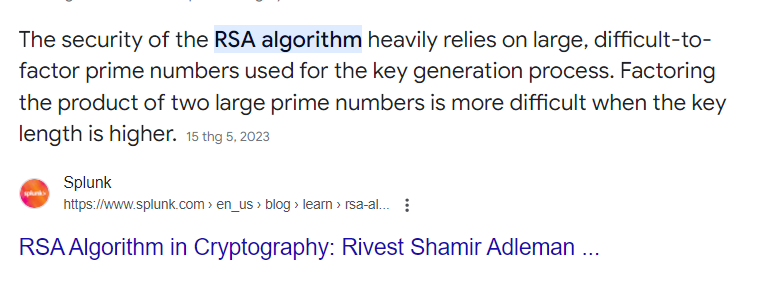 The security of the RSA algorithm heavily relies on large, difficult-to-
factor prime numbers used for the key generation process. Factoring
the product of two large prime numbers is more difficult when the key
length is higher. 15 thg 5, 2023
splunk>
Splunk
https://www.splunk.com › en_us › blog › learn › rsa-al...
RSA Algorithm in Cryptography: Rivest Shamir Adleman ...